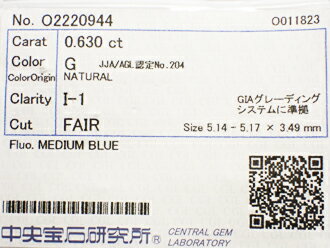 No. O2220944 O011823
Carat 0.630 ct
Color G JJA/AGL認定No.204
ColorOrigin NATURAL
Clarity I-1 GIAグレーディング
システムに準拠
Cut FAIR Size 5.14 - 5.17 × 3.49 mm
Fluo. MEDIUM BLUE
中央宝石研究所® CENTRAL GEM
LABORATORY